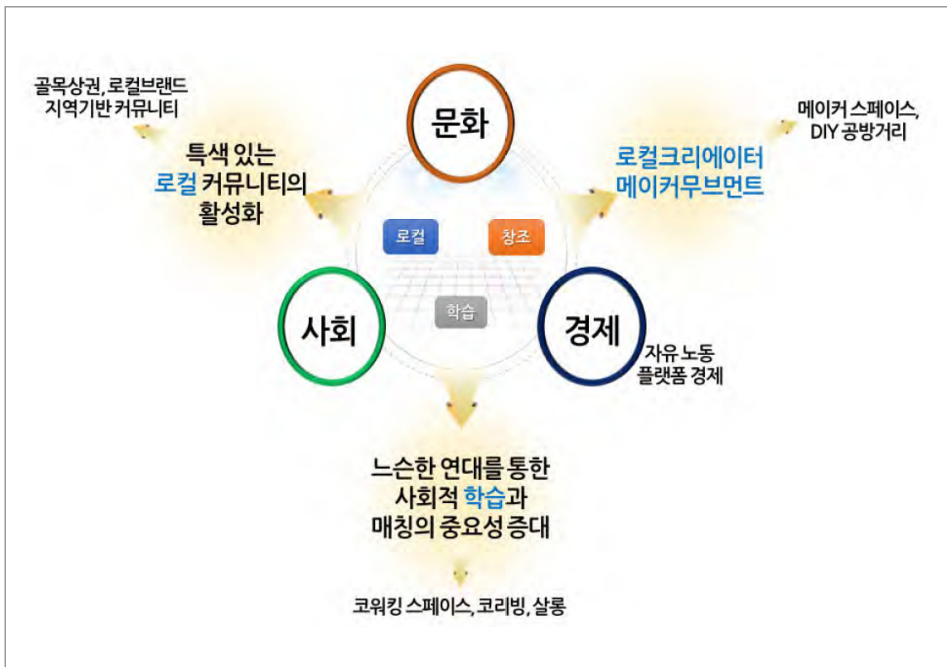 문화
골목상권, 로컬브랜드
지역기반 커뮤니티
특색 있는
로컬 커뮤니티의
활성화
메이커 스페이스,
DIY 공방거리
로컬크리에이터
메이커무브먼트
로컬
창조
학습
사회
경제
자유 노동
플랫폼 경제
느슨한 연대를 통한
사회적 학습과
매칭의 중요성 증대
코워킹 스페이스, 코리빙, 살롱